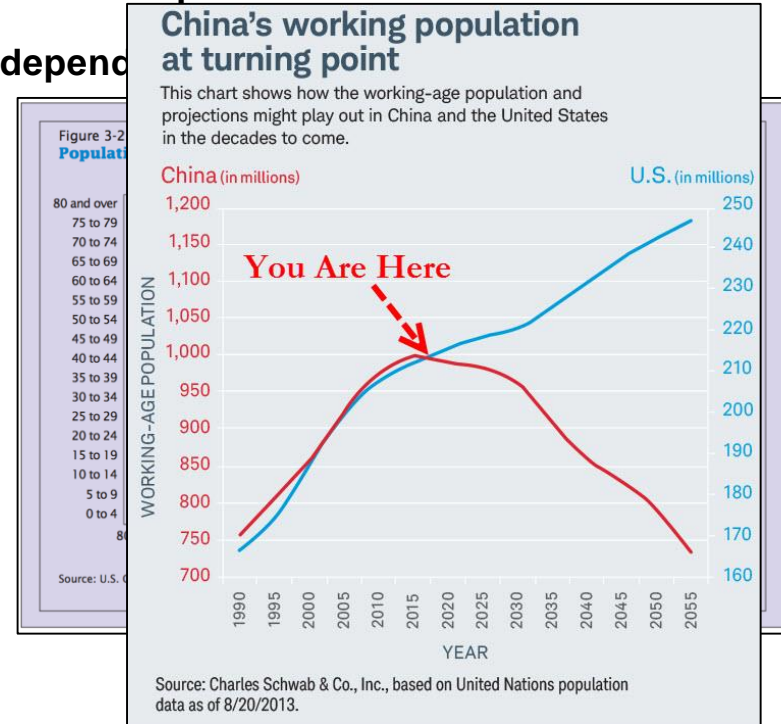 depend
China's working population
at turning point
This chart shows how the working-age population and
projections might play out in China and the United States
in the decades to come.
Figure 3-2
Populati
China (in millions)
U.S. (in millions)
80 and over
75 to 79
70 to 74
65 to 69
60 to 64
55 to 59
50 to 54
45 to 49
40 to 44
35 to 39
30 to 34
25 to 29
20 to 24
15 to 19
10 to 14
5 to 9
0 to 4
Source: U.S.
1,200
1,150
1,100
1,050
1,000
950
900
850
800
750
700
WORKING-AGE POPULATION
You Are Here
250
240
230
220
210
200
190
180
170
160
1990
1995
2000
2005
2010
2015
2020
2025
2030
2035
2040
2045
2050
2055
YEAR
Source: Charles Schwab & Co., Inc., based on United Nations population
data as of 8/20/2013.